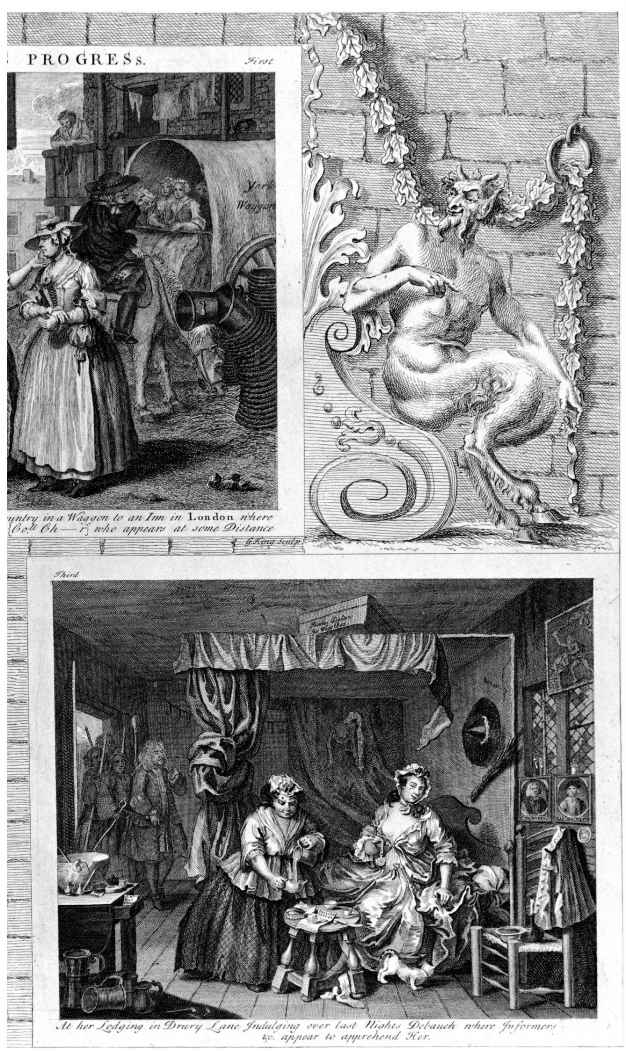 PROGRESs.
First
York
Waggon
untry in a Waggon to an Inn in London where
Coll. Ch—r's who appears at some Distance
G. King Sculp
Third
At her Lodging in Drury Lane Indulging over last Nights Debauch where Informers
&c. appear to apprehend Her.